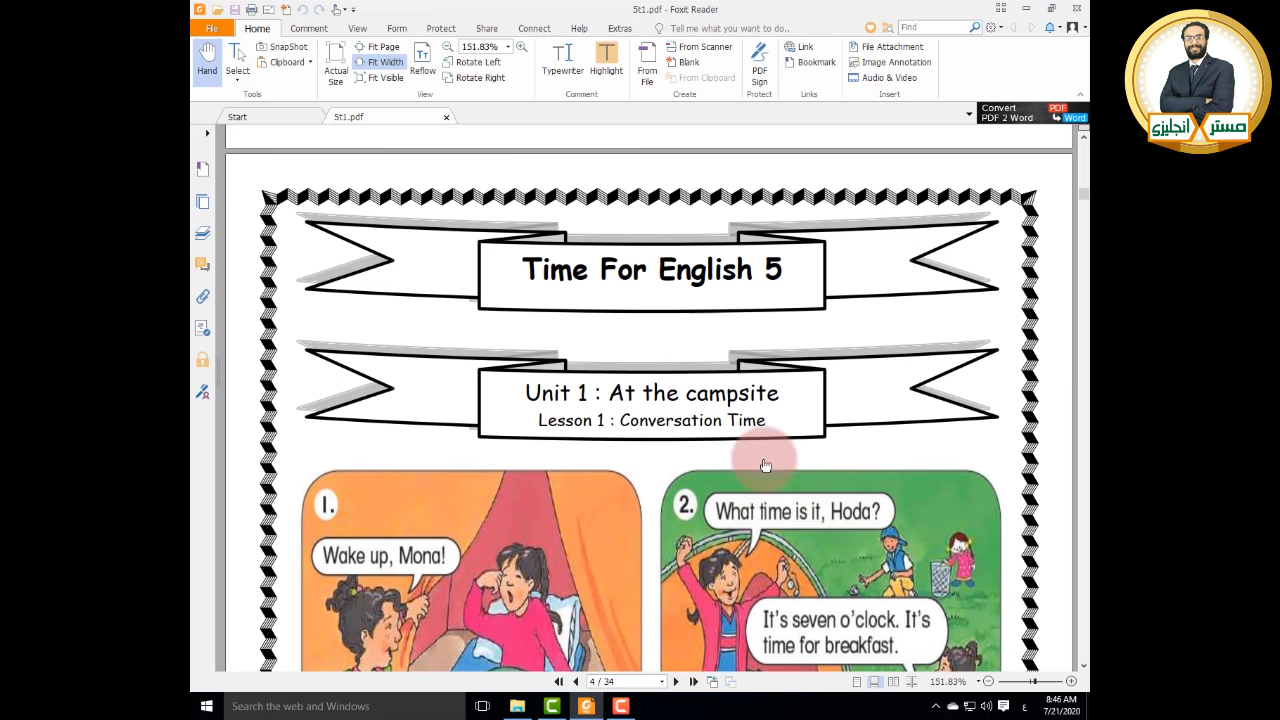 5t1.pdf - Foxit Reader
File
Home
Comment
View
Form
Protect
Share
Connect
Help
Extras
Tell me what you want to do..
Find
Hand
Select
SnapShot
Clipboard
Tools
Actual Size
Fit Page
Fit Width
Fit Visible
Reflow
151.83%
Rotate Left
Rotate Right
View
Typewriter
Highlight
Comment
From File
From Scanner
Blank
From Clipboard
Create
PDF Sign
Protect
Link
Bookmark
Links
File Attachment
Image Annotation
Audio & Video
Insert
Start
5t1.pdf
Convert PDF
PDF 2 Word Word
مستر X انجليزي
Time For English 5
Unit 1 : At the campsite
Lesson 1 : Conversation Time
1.
Wake up, Mona!
2.
What time is it, Hoda?
It's seven o'clock. It's
time for breakfast.
4 / 34
151.83%
Search the web and Windows
ع
8:46 AM
7/21/2020